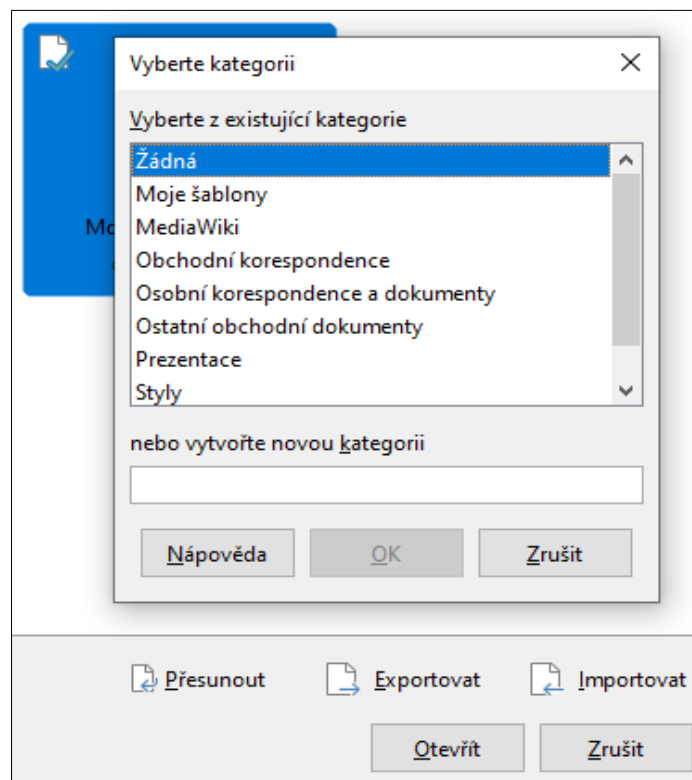 Vyberte kategorii
Vyberte z existující kategorie
Žádná
Moje šablony
MediaWiki
Obchodní korespondence
Osobní korespondence a dokumenty
Ostatní obchodní dokumenty
Prezentace
Styly
nebo vytvořte novou kategorii
Nápověda OK Zrušit
Přesunout Exportovat Importovat
Otevřít Zrušit